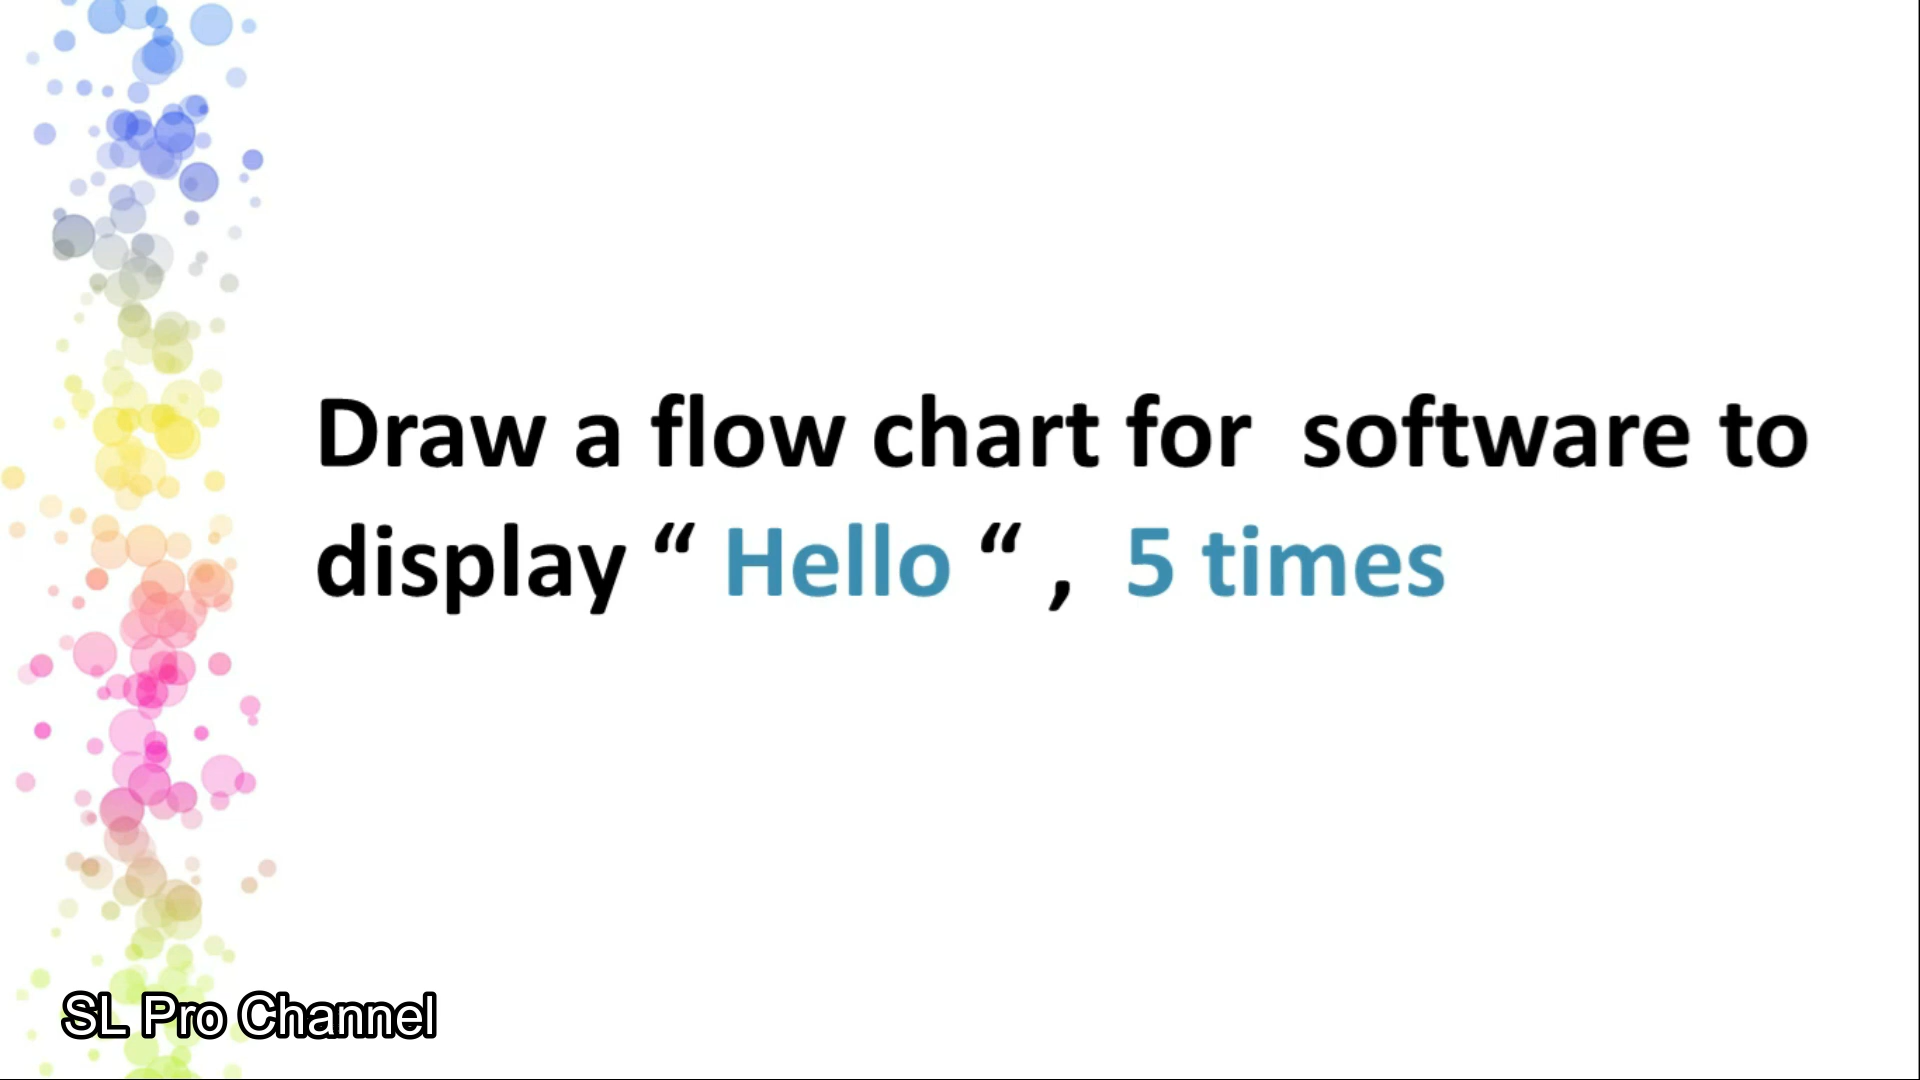 Draw a flow chart for  software to
display “ Hello “ ,  5 times
SL Pro Channel